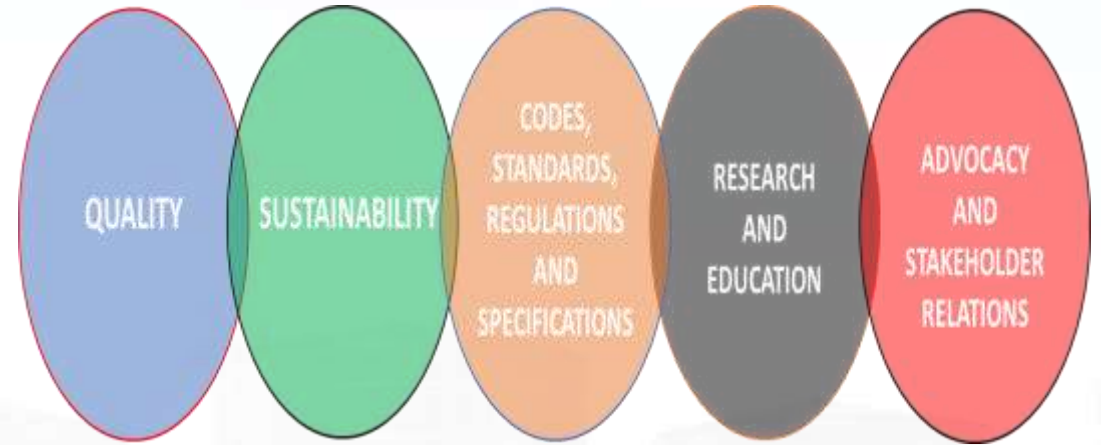 QUALITY
SUSTAINABILITY
CODES,
STANDARDS,
REGULATIONS
AND
SPECIFICATIONS
RESEARCH
AND
EDUCATION
ADVOCACY
AND
STAKEHOLDER
RELATIONS